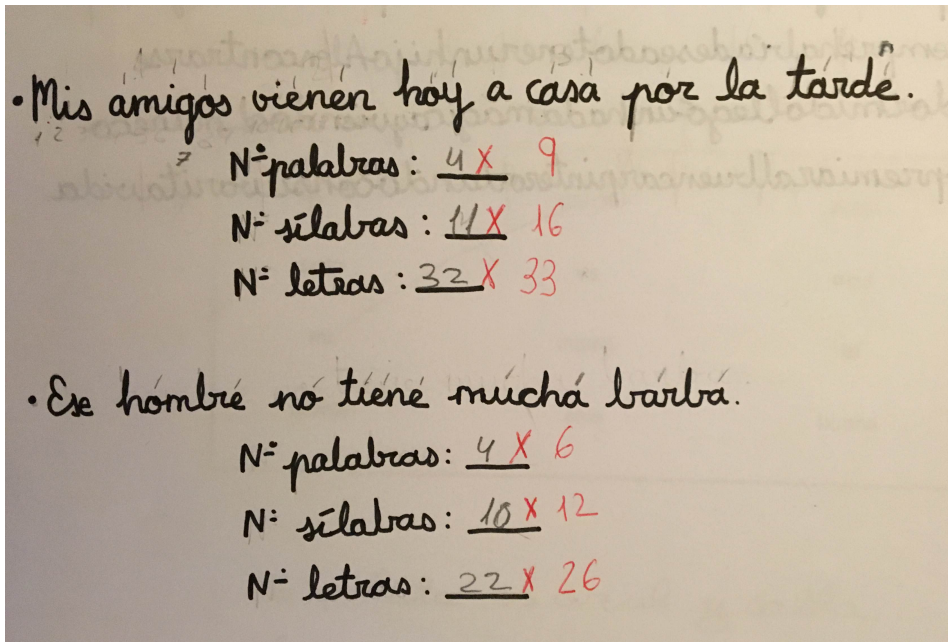 · Mis amigos vienen hoy a casa por la tarde.
Nº palabras: 4 X 9
Nº sílabas: 11 X 16
Nº letras: 32 X 33
· Ese hombre no tiene mucha barba.
Nº palabras: 4 X 6
Nº sílabas: 10 X 12
Nº letras: 22 X 26